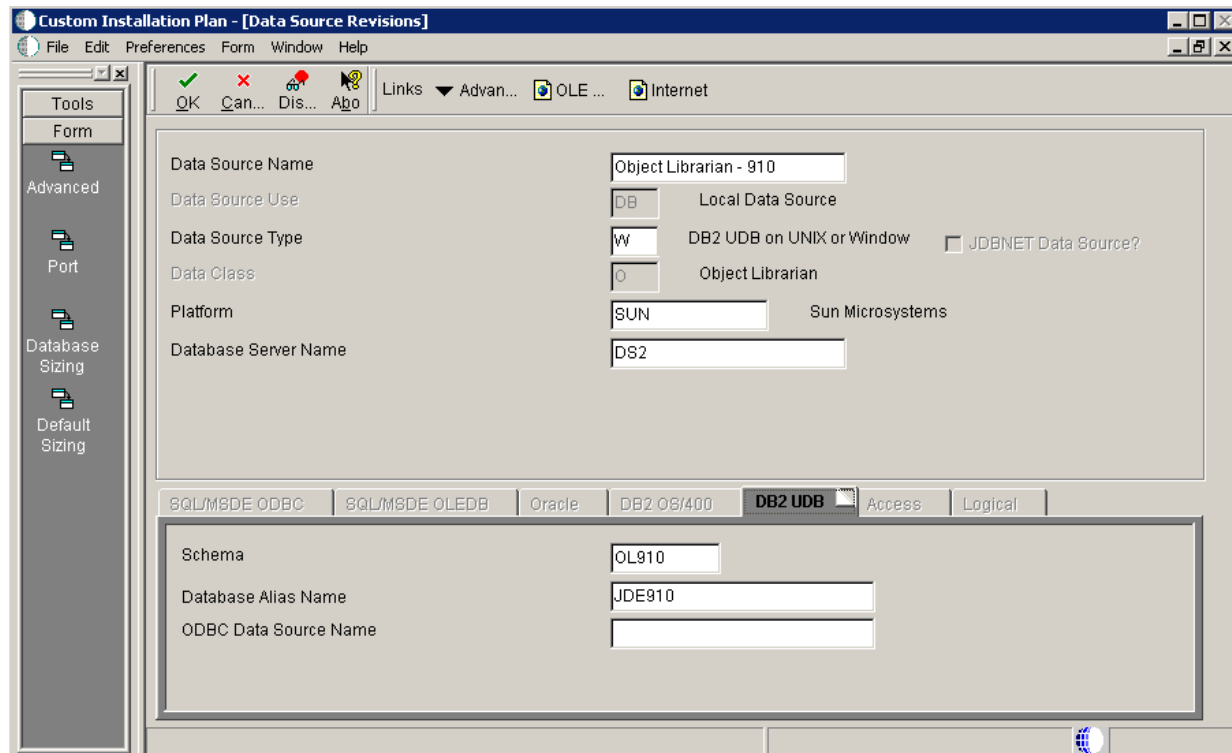 Custom Installation Plan - [Data Source Revisions]
File Edit Preferences Form Window Help
Tools
Form
Advanced
Port
Database
Sizing
Default
Sizing
OK Can... Dis... Abo Links Advan... OLE ... Internet
Data Source Name Object Librarian - 910
Data Source Use DB Local Data Source
Data Source Type W DB2 UDB on UNIX or Window JDBNET Data Source?
Data Class O Object Librarian
Platform SUN Sun Microsystems
Database Server Name DS2
SQL/MSDE ODBC SQL/MSDE OLEDB Oracle DB2 OS/400 DB2 UDB Access Logical
Schema OL910
Database Alias Name JDE910
ODBC Data Source Name